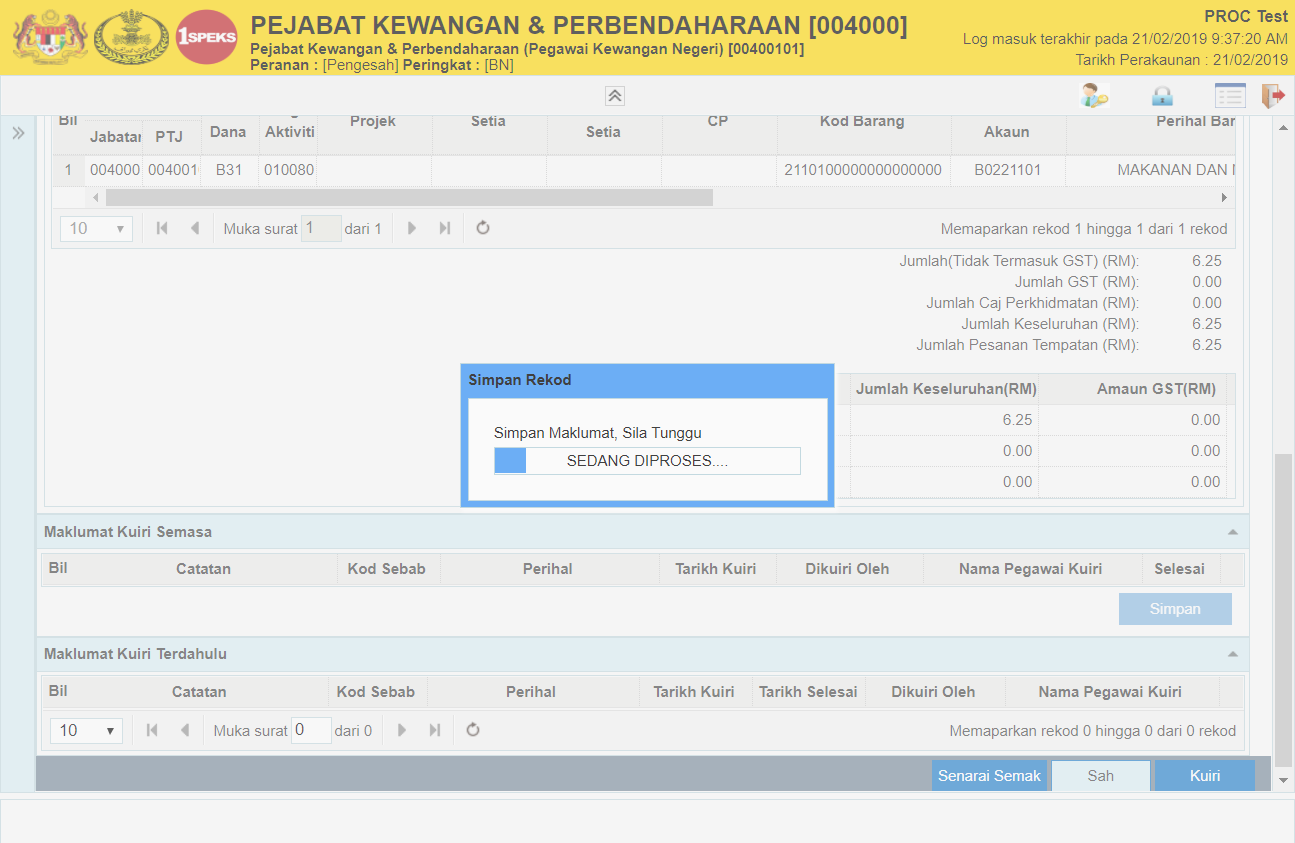 PEJABAT KEWANGAN & PERBENDAHARAAN [004000]
Pejabat Kewangan & Perbendaharaan (Pegawai Kewangan Negeri) [00400101]
Peranan : [Pengesah] Peringkat : [BN]
PROC Test
Log masuk terakhir pada 21/02/2019 9:37:20 AM
Tarikh Perakaunan : 21/02/2019
1SPEKS
Bil Jabatan PTJ Dana Aktiviti Projek Setia Setia CP Kod Barang Akaun Perihal Bar
1 004000 004001 B31 010080 2110100000000000000 B0221101 MAKANAN DAN
10 Muka surat 1 dari 1 Memaparkan rekod 1 hingga 1 dari 1 rekod
Jumlah(Tidak Termasuk GST) (RM): 6.25
Jumlah GST (RM): 0.00
Jumlah Caj Perkhidmatan (RM): 0.00
Jumlah Keseluruhan (RM): 6.25
Jumlah Pesanan Tempatan (RM): 6.25
Simpan Rekod
Simpan Maklumat, Sila Tunggu
SEDANG DIPROSES....
Jumlah Keseluruhan(RM) Amaun GST(RM)
6.25 0.00
0.00 0.00
0.00 0.00
Maklumat Kuiri Semasa
Bil Catatan Kod Sebab Perihal Tarikh Kuiri Dikuiri Oleh Nama Pegawai Kuiri Selesai
Simpan
Maklumat Kuiri Terdahulu
Bil Catatan Kod Sebab Perihal Tarikh Kuiri Tarikh Selesai Dikuiri Oleh Nama Pegawai Kuiri
10 Muka surat 0 dari 0 Memaparkan rekod 0 hingga 0 dari 0 rekod
Senarai Semak Sah Kuiri